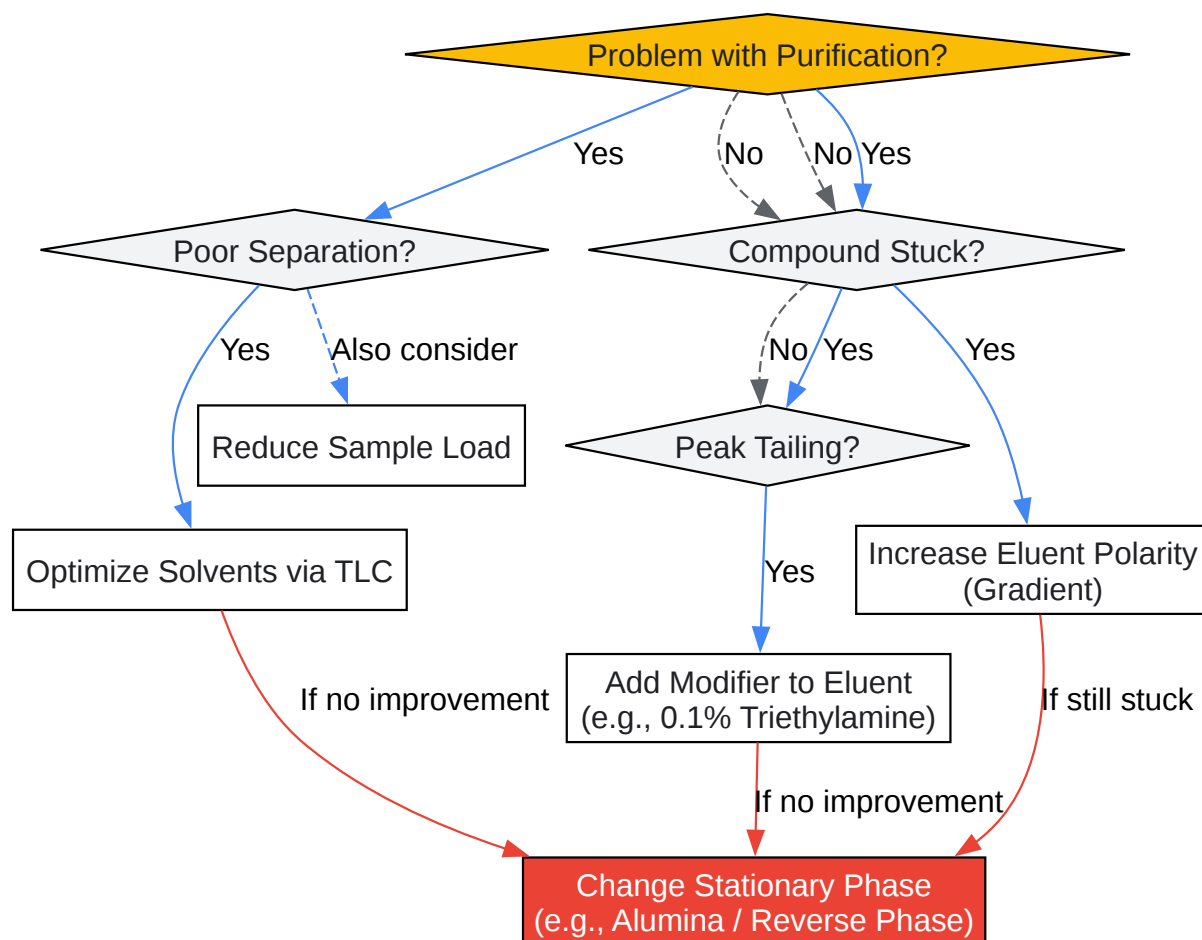 Problem with Purification?
Yes
No
No
Yes
Poor Separation?
Compound Stuck?
Yes
Also consider
No
Yes
Yes
Reduce Sample Load
Peak Tailing?
Optimize Solvents via TLC
Increase Eluent Polarity
(Gradient)
Yes
Add Modifier to Eluent
(e.g., 0.1% Triethylamine)
If no improvement
If still stuck
If no improvement
Change Stationary Phase
(e.g., Alumina / Reverse Phase)